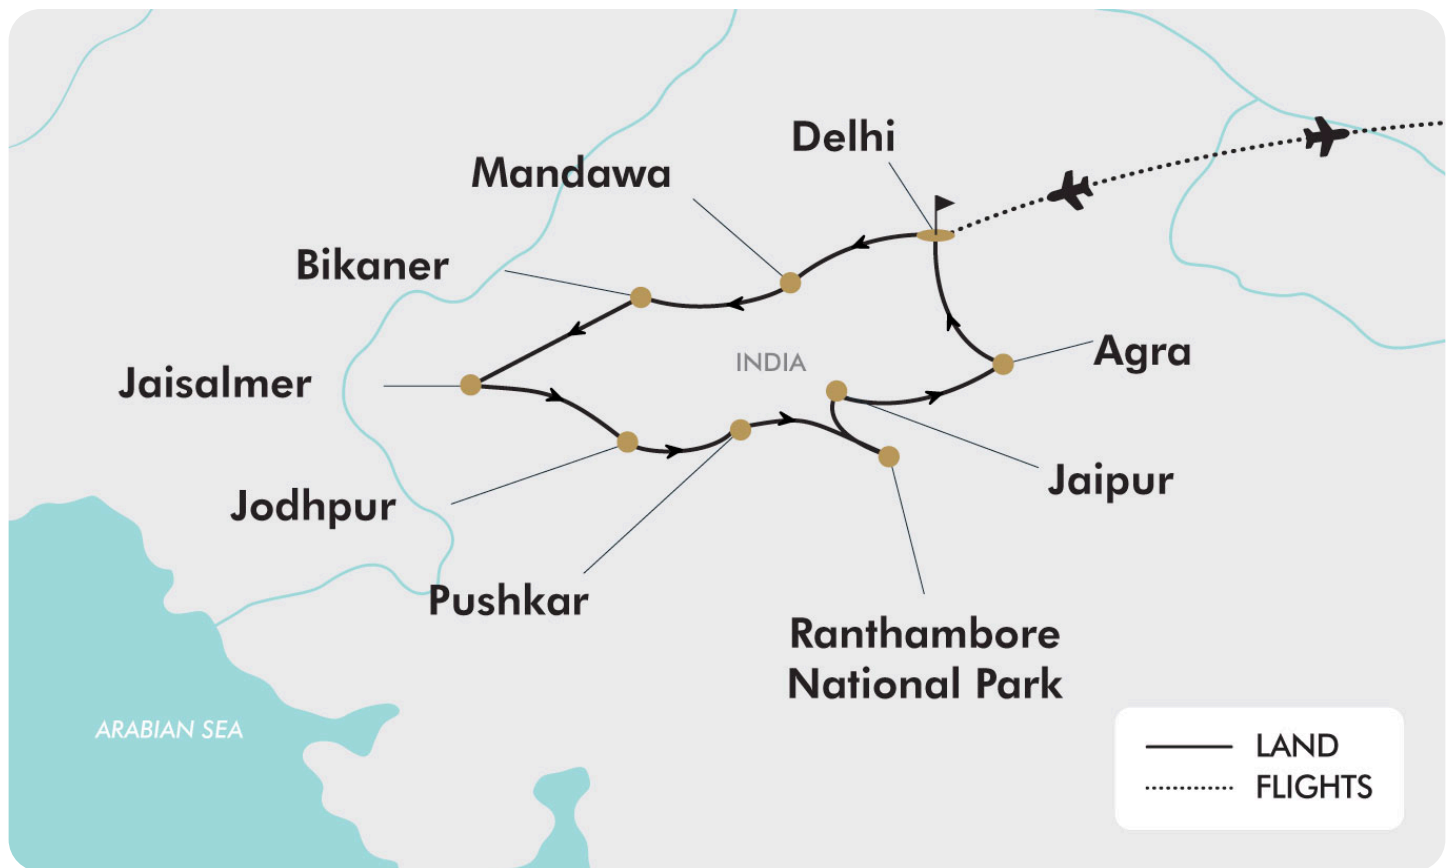 Delhi
Mandawa
Bikaner
INDIA
Agra
Jaisalmer
Jaipur
Jodhpur
Pushkar
Ranthambore
National Park
ARABIAN SEA
LAND
FLIGHTS